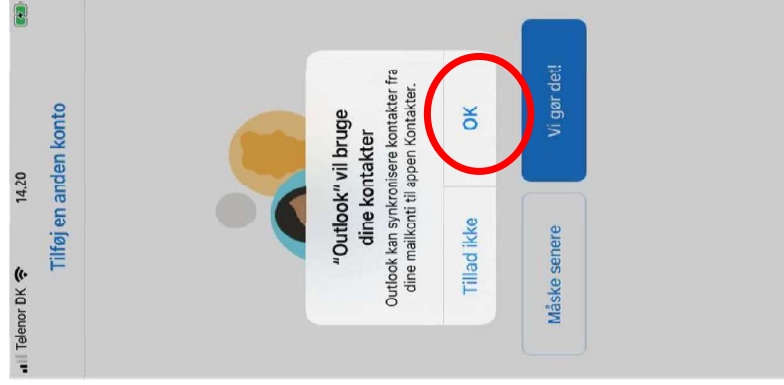 Telenor DK
14.20
Tilføj en anden konto
"Outlook" vil bruge
dine kontakter
Outlook kan synkronisere kontakter fra
dine mailkonti til appen Kontakter.
Tillad ikke
OK
Måske senere
Vi gør det!